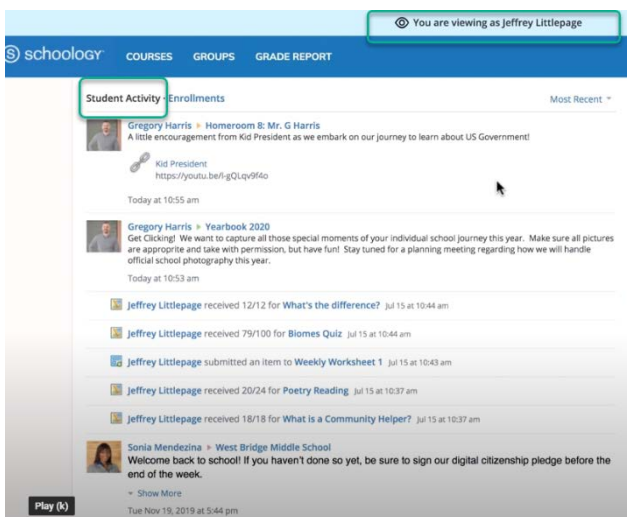 You are viewing as Jeffrey Littlepage
S schoology COURSES GROUPS GRADE REPORT
Student Activity · Enrollments Most Recent
Gregory Harris ▸ Homeroom 8: Mr. G Harris
A little encouragement from Kid President as we embark on our journey to learn about US Government!
Kid President
https://youtu.be/l-gQLqv9f4o
Today at 10:55 am
Gregory Harris ▸ Yearbook 2020
Get Clicking! We want to capture all those special moments of your individual school journey this year. Make sure all pictures
are approprite and take with permission, but have fun! Stay tuned for a planning meeting regarding how we will handle
official school photography this year.
Today at 10:53 am
Jeffrey Littlepage received 12/12 for What's the difference? Jul 15 at 10:44 am
Jeffrey Littlepage received 79/100 for Biomes Quiz Jul 15 at 10:44 am
Jeffrey Littlepage submitted an item to Weekly Worksheet 1 Jul 15 at 10:43 am
Jeffrey Littlepage received 20/24 for Poetry Reading Jul 15 at 10:37 am
Jeffrey Littlepage received 18/18 for What is a Community Helper? Jul 15 at 10:37 am
Sonia Mendezina ▸ West Bridge Middle School
Welcome back to school! If you haven't done so yet, be sure to sign our digital citizenship pledge before the
end of the week.
Show More
Play (k)
Tue Nov 19, 2019 at 5:44 pm